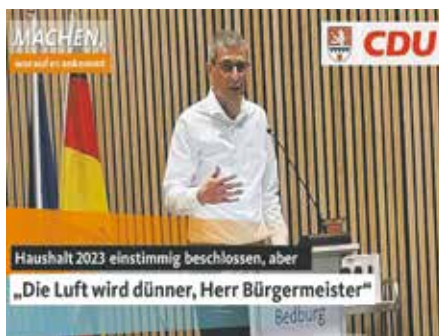 MACHEN,
worauf es ankommt
CDU
Haushalt 2023 einstimmig beschlossen, aber
„Die Luft wird dünner, Herr Bürgermeister“
Bedburg